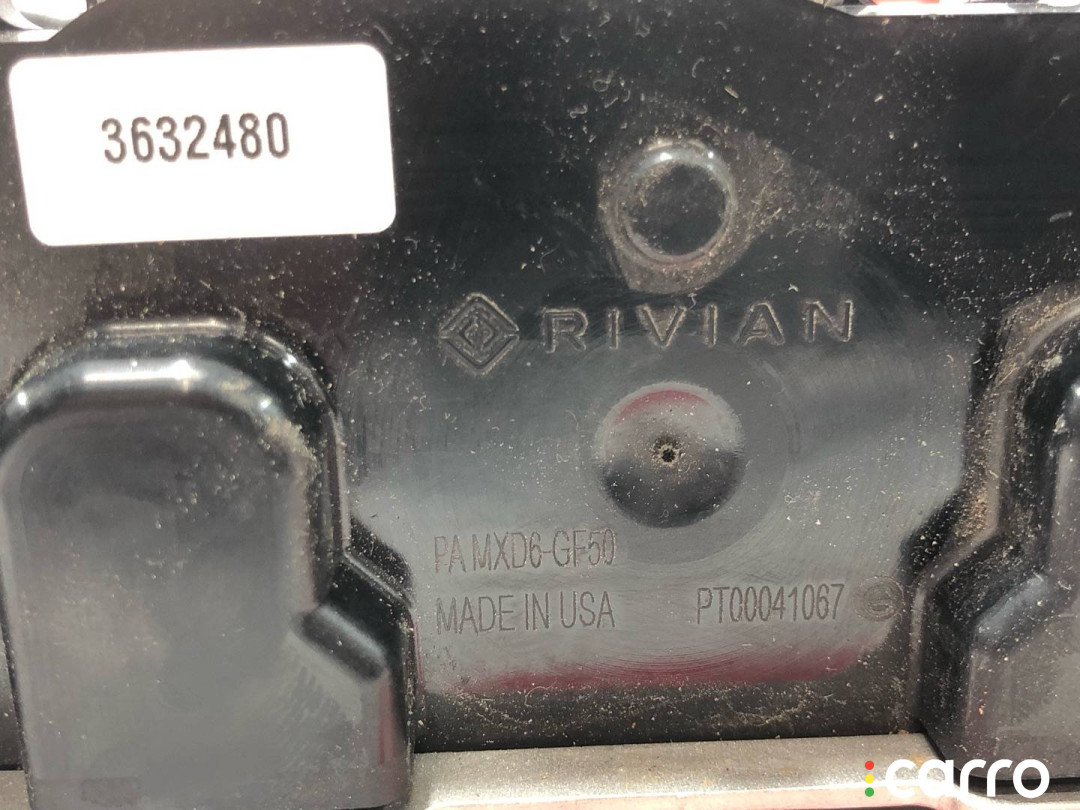 3632480
RIVIAN
PA MXD6-GF50
MADE IN USA
PT00041067
carro